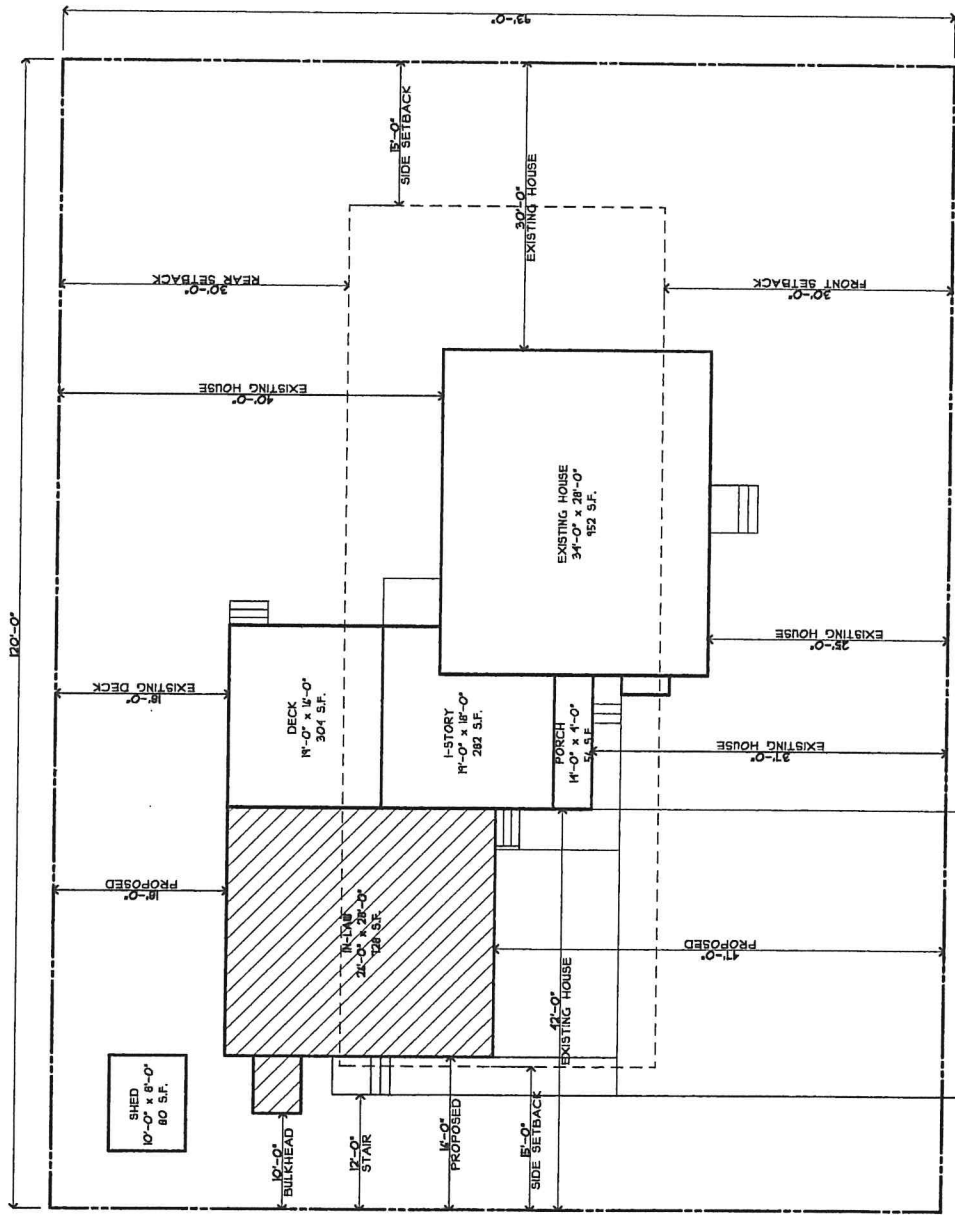 120'-0"
93'-0"
15'-0"
SIDE SETBACK
30'-0"
EXISTING HOUSE
30'-0"
REAR SETBACK
30'-0"
FRONT SETBACK
40'-0"
EXISTING HOUSE
EXISTING HOUSE
34'-0" x 28'-0"
952 S.F.
18'-0"
EXISTING DECK
DECK
19'-0" x 16'-0"
304 S.F.
1-STORY
19'-0" x 18'-0"
282 S.F.
PORCH
14'-0" x 4'-0"
S.F.
25'-0"
EXISTING HOUSE
37'-0"
EXISTING HOUSE
18'-0"
PROPOSED
IN-LAW
26'-0" x 28'-0"
728 S.F.
47'-0"
PROPOSED
42'-0"
EXISTING HOUSE
SHED
10'-0" x 8'-0"
80 S.F.
10'-0"
BULKHEAD
12'-0"
STAIR
16'-0"
PROPOSED
15'-0"
SIDE SETBACK